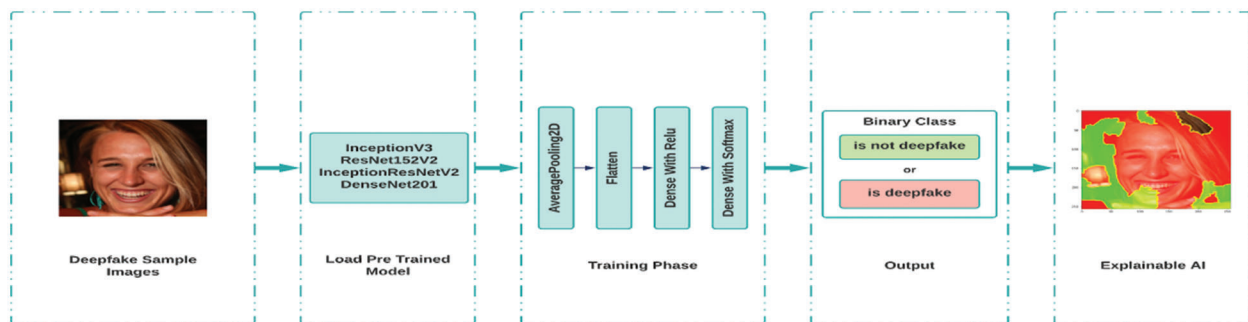 Deepfake Sample
Images
InceptionV3
ResNet152V2
InceptionResNetV2
DenseNet201
Load Pre Trained
Model
AveragePooling2D
Flatten
Dense With Relu
Dense With Softmax
Training Phase
Binary Class
is not deepfake
or
is deepfake
Output
Explainable AI